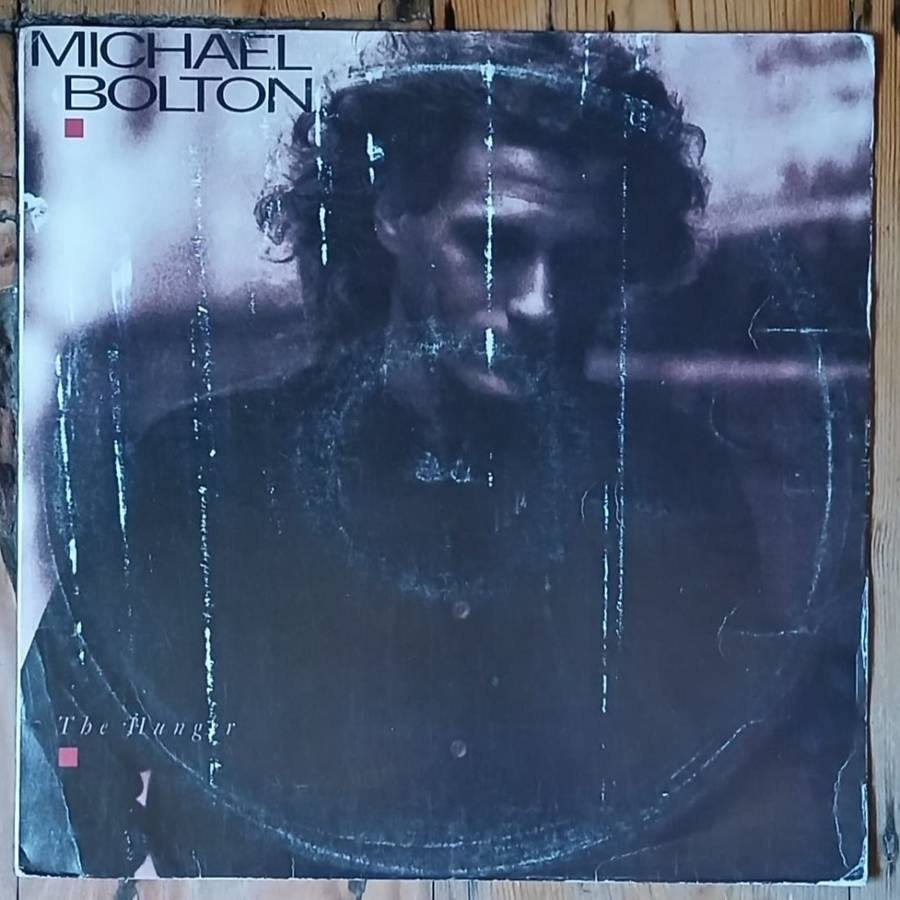 MICHAEL
BOLTON
The Hunger